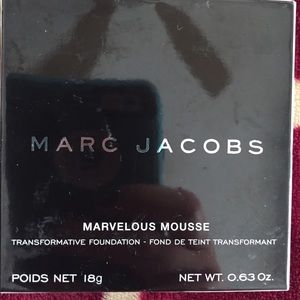 MARC JACOBS
MARVELOUS MOUSSE
TRANSFORMATIVE FOUNDATION - FOND DE TEINT TRANSFORMANT
POIDS NET 18g NET WT. 0.63 Oz.